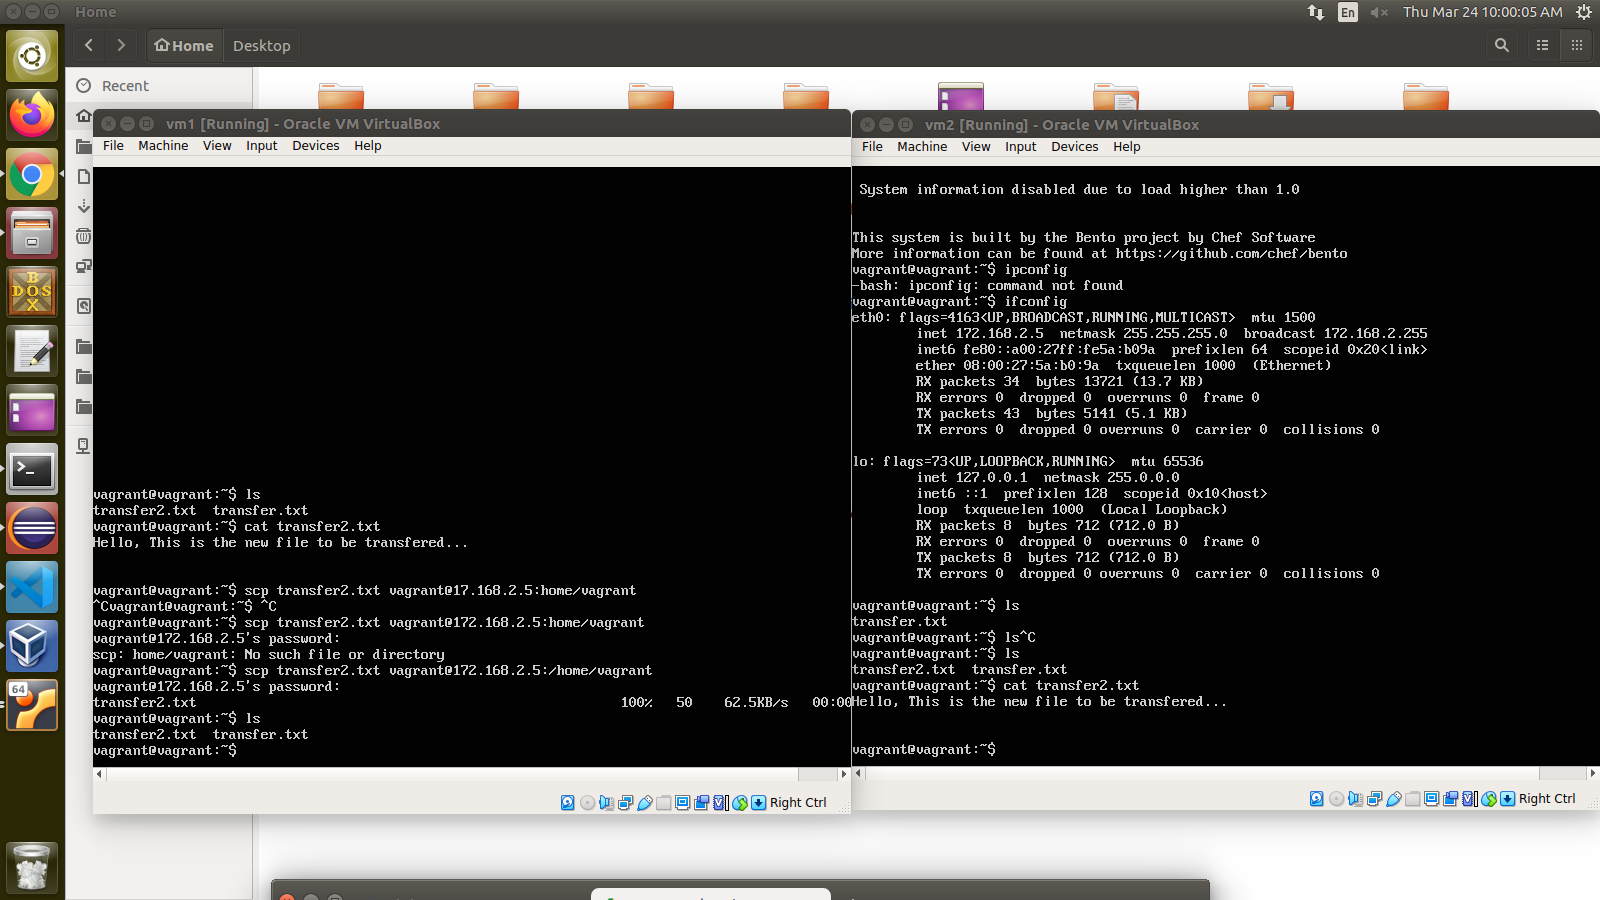 Home
En
Thu Mar 24 10:00:05 AM
Home
Desktop
Recent
vm1 [Running] - Oracle VM VirtualBox
File Machine View Input Devices Help
vagrant@vagrant:~$ ls
transfer2.txt  transfer.txt
vagrant@vagrant:~$ cat transfer2.txt
Hello, This is the new file to be transfered...
vagrant@vagrant:~$ scp transfer2.txt vagrant@17.168.2.5:home/vagrant
^Cvagrant@vagrant:~$ ^C
vagrant@vagrant:~$ scp transfer2.txt vagrant@172.168.2.5:home/vagrant
vagrant@172.168.2.5's password:
scp: home/vagrant: No such file or directory
vagrant@vagrant:~$ scp transfer2.txt vagrant@172.168.2.5:/home/vagrant
vagrant@172.168.2.5's password:
transfer2.txt 100% 50 62.5KB/s 00:00
vagrant@vagrant:~$ ls
transfer2.txt  transfer.txt
vagrant@vagrant:~$
Right Ctrl
vm2 [Running] - Oracle VM VirtualBox
File Machine View Input Devices Help
System information disabled due to load higher than 1.0
This system is built by the Bento project by Chef Software
More information can be found at https://github.com/chef/bento
vagrant@vagrant:~$ ipconfig
-bash: ipconfig: command not found
vagrant@vagrant:~$ ifconfig
eth0: flags=4163<UP,BROADCAST,RUNNING,MULTICAST>  mtu 1500
inet 172.168.2.5  netmask 255.255.255.0  broadcast 172.168.2.255
inet6 fe80::a00:27ff:fe5a:b09a  prefixlen 64  scopeid 0x20<link>
ether 08:00:27:5a:b0:9a  txqueuelen 1000  (Ethernet)
RX packets 34  bytes 13721 (13.7 KB)
RX errors 0  dropped 0  overruns 0  frame 0
TX packets 43  bytes 5141 (5.1 KB)
TX errors 0  dropped 0 overruns 0  carrier 0  collisions 0
lo: flags=73<UP,LOOPBACK,RUNNING>  mtu 65536
inet 127.0.0.1  netmask 255.0.0.0
inet6 ::1  prefixlen 128  scopeid 0x10<host>
loop  txqueuelen 1000  (Local Loopback)
RX packets 8  bytes 712 (712.0 B)
RX errors 0  dropped 0  overruns 0  frame 0
TX packets 8  bytes 712 (712.0 B)
TX errors 0  dropped 0 overruns 0  carrier 0  collisions 0
vagrant@vagrant:~$ ls
transfer.txt
vagrant@vagrant:~$ ls^C
vagrant@vagrant:~$ ls
transfer2.txt  transfer.txt
vagrant@vagrant:~$ cat transfer2.txt
Hello, This is the new file to be transfered...
vagrant@vagrant:~$
Right Ctrl
BOX
DOS
64